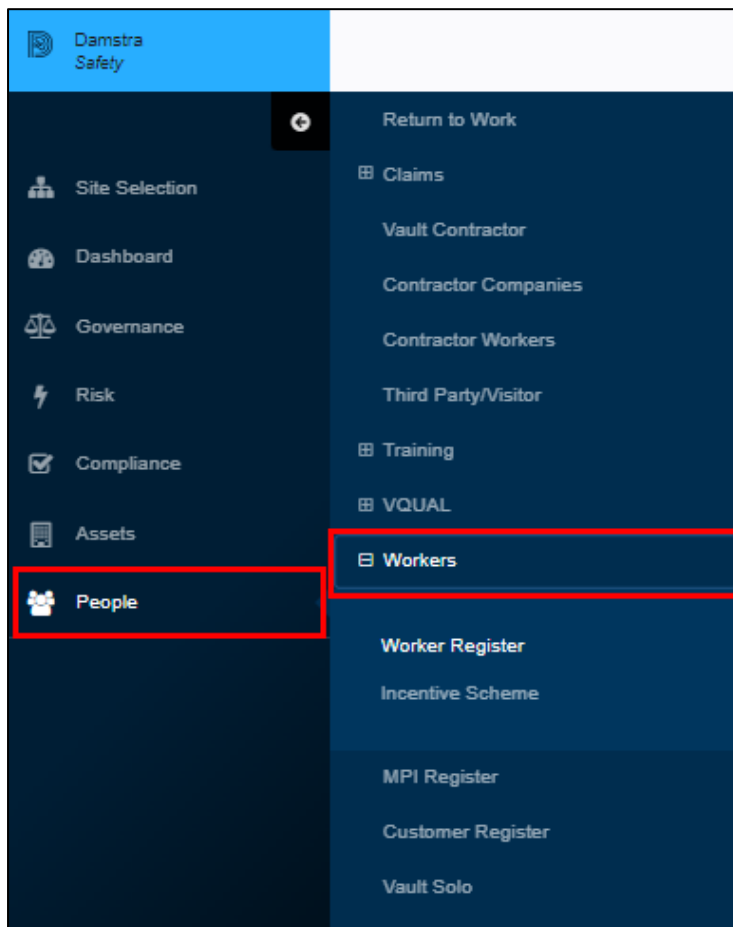 Damstra
Safety
Site Selection
Dashboard
Governance
Risk
Compliance
Assets
People
Return to Work
Claims
Vault Contractor
Contractor Companies
Contractor Workers
Third Party/Visitor
Training
VQUAL
Workers
Worker Register
Incentive Scheme
MPI Register
Customer Register
Vault Solo